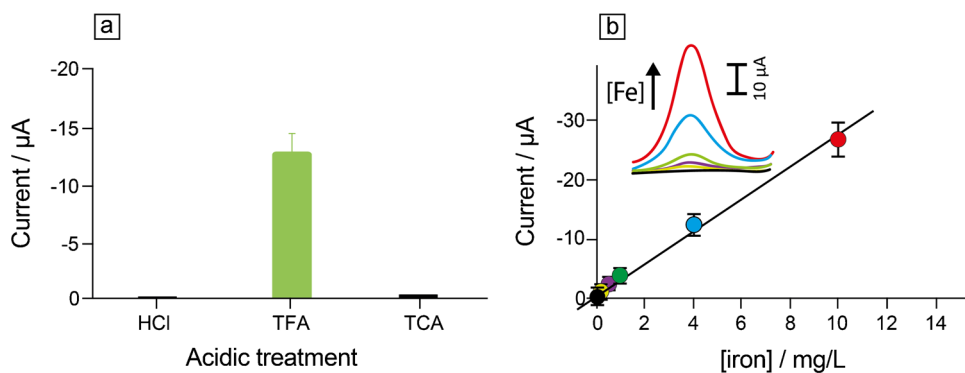 a
-20
-15
-10
-5
0
Current / µA
HCl
TFA
TCA
Acidic treatment
b
[Fe]
10 µA
-30
-20
-10
0
Current / µA
0 2 4 6 8 10 12 14
[iron] / mg/L